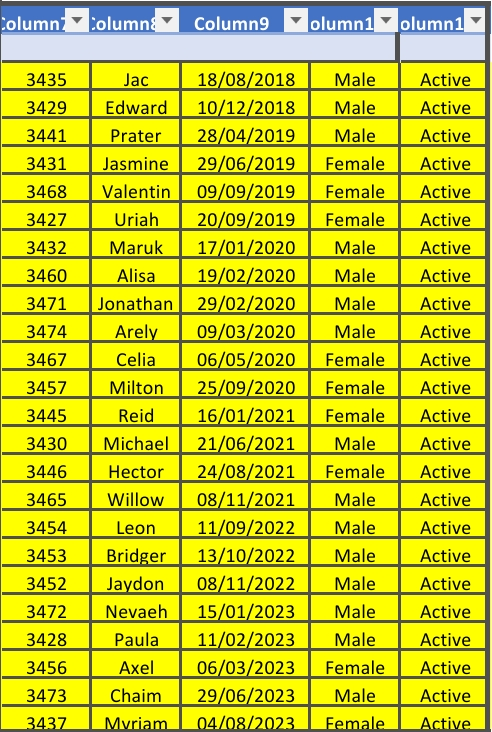 Column7 Column8 Column9 olumn1 olumn1
3435 Jac 18/08/2018 Male Active
3429 Edward 10/12/2018 Male Active
3441 Prater 28/04/2019 Male Active
3431 Jasmine 29/06/2019 Female Active
3468 Valentin 09/09/2019 Female Active
3427 Uriah 20/09/2019 Female Active
3432 Maruk 17/01/2020 Male Active
3460 Alisa 19/02/2020 Male Active
3471 Jonathan 29/02/2020 Male Active
3474 Arely 09/03/2020 Male Active
3467 Celia 06/05/2020 Female Active
3457 Milton 25/09/2020 Female Active
3445 Reid 16/01/2021 Female Active
3430 Michael 21/06/2021 Male Active
3446 Hector 24/08/2021 Female Active
3465 Willow 08/11/2021 Male Active
3454 Leon 11/09/2022 Male Active
3453 Bridger 13/10/2022 Male Active
3452 Jaydon 08/11/2022 Male Active
3472 Nevaeh 15/01/2023 Male Active
3428 Paula 11/02/2023 Male Active
3456 Axel 06/03/2023 Female Active
3473 Chaim 29/06/2023 Male Active
3437 Myriam 04/08/2023 Female Active